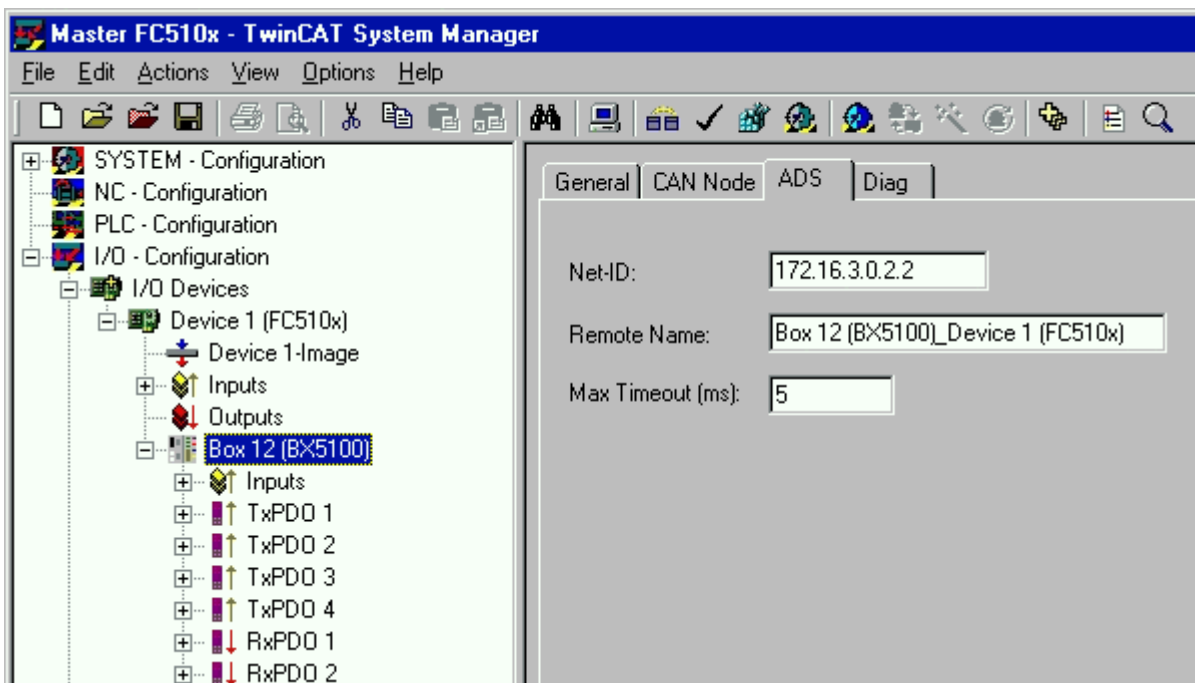 Master FC510x - TwinCAT System Manager
File Edit Actions View Options Help
SYSTEM - Configuration
NC - Configuration
PLC - Configuration
I/O - Configuration
I/O Devices
Device 1 (FC510x)
Device 1-Image
Inputs
Outputs
Box 12 (BX5100)
Inputs
TxPDO 1
TxPDO 2
TxPDO 3
TxPDO 4
RxPDO 1
RxPDO 2
General CAN Node ADS Diag
Net-ID: 172.16.3.0.2.2
Remote Name: Box 12 (BX5100)_Device 1 (FC510x)
Max Timeout (ms): 5